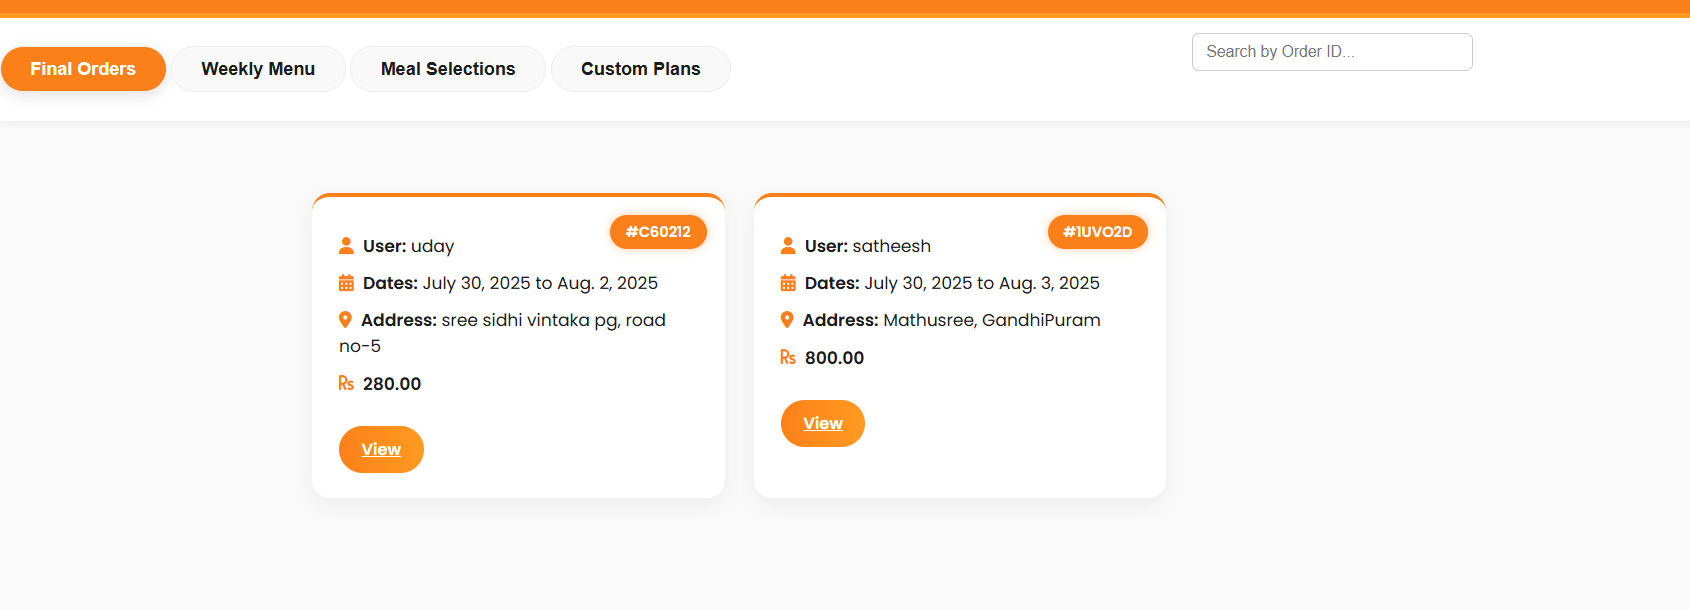 Final Orders
Weekly Menu
Meal Selections
Custom Plans
Search by Order ID...
#C60212
User: uday
Dates: July 30, 2025 to Aug. 2, 2025
Address: sree sidhi vintaka pg, road
no-5
Rs 280.00
View
#1UVO2D
User: satheesh
Dates: July 30, 2025 to Aug. 3, 2025
Address: Mathusree, GandhiPuram
Rs 800.00
View